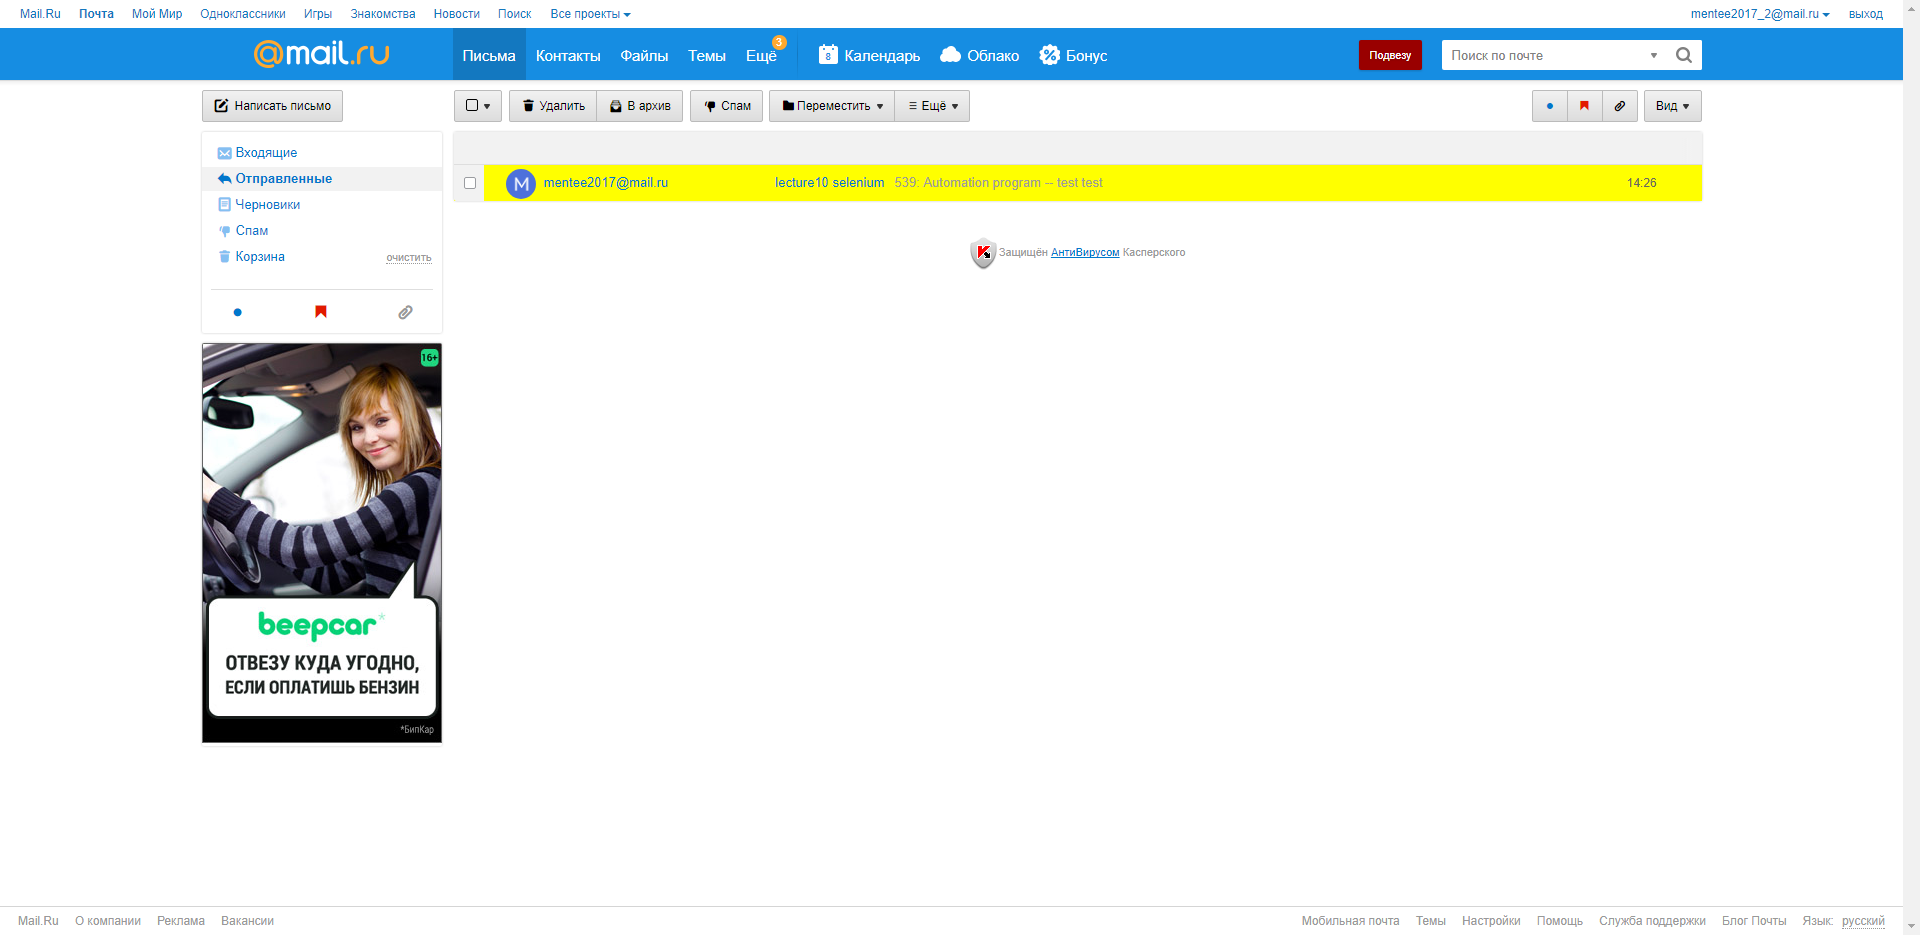 Mail.Ru Почта Мой Мир Одноклассники Игры Знакомства Новости Поиск Все проекты mentee2017_2@mail.ru выход
@mail.ru Письма Контакты Файлы Темы Ещё 3 8 Календарь Облако Бонус Подвезу Поиск по почте
Написать письмо Удалить В архив Спам Переместить Ещё Вид
Входящие
Отправленные
Черновики
Спам
Корзина очистить
M mentee2017@mail.ru lecture10 selenium 539: Automation program -- test test 14:26
Защищён АнтиВирусом Касперского
16+
beepcar*
ОТВЕЗУ КУДА УГОДНО,
ЕСЛИ ОПЛАТИШЬ БЕНЗИН
*БипКар
Mail.Ru О компании Реклама Вакансии Мобильная почта Темы Настройки Помощь Служба поддержки Блог Почты Язык: русский